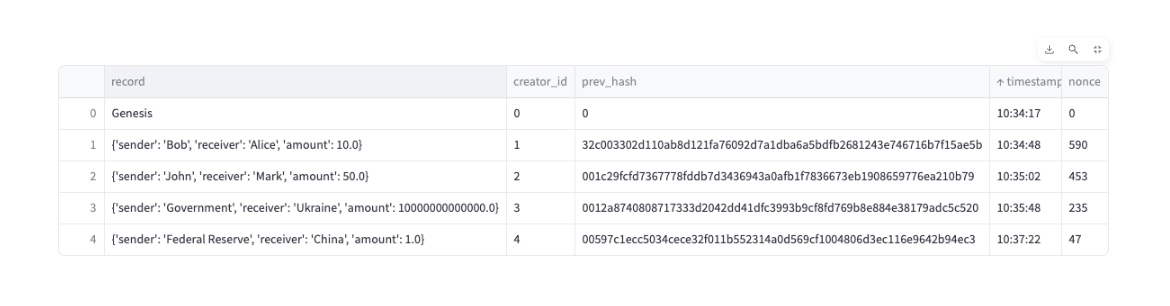 record creator_id prev_hash ↑ timestamp nonce
0 Genesis 0 0 10:34:17 0
1 {'sender': 'Bob', 'receiver': 'Alice', 'amount': 10.0} 1 32c003302d110ab8d121fa76092d7a1dba6a5bdfb2681243e746716b7f15ae5b 10:34:48 590
2 {'sender': 'John', 'receiver': 'Mark', 'amount': 50.0} 2 001c29fcfd7367778fddb7d3436943a0afb1f7836673eb1908659776ea210b79 10:35:02 453
3 {'sender': 'Government', 'receiver': 'Ukraine', 'amount': 10000000000000.0} 3 0012a8740808717333d2042dd41dfc3993b9cf8fd769b8e884e38179adc5c520 10:35:48 235
4 {'sender': 'Federal Reserve', 'receiver': 'China', 'amount': 1.0} 4 00597c1ecc5034cece32f011b552314a0d569cf1004806d3ec116e9642b94ec3 10:37:22 47